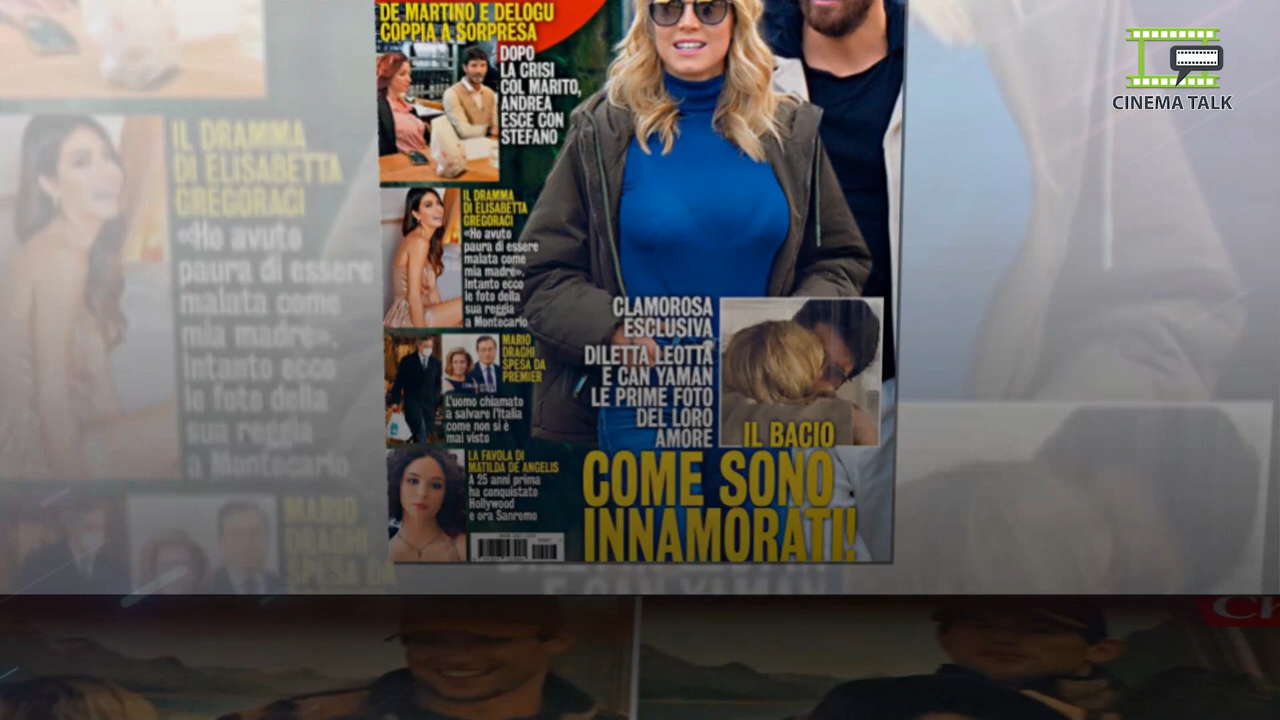 DE MARTINO E DELOGU
COPPIA A SORPRESA
DOPO
LA CRISI
COL MARITO,
ANDREA
ESCE CON
STEFANO
CINEMA TALK
IL DRAMMA
DI ELISABETTA
GREGORACI
«Ho avuto
paura di essere
malata come
mia madre».
Intanto ecco
le foto della
sua reggia
a Montecarlo
IL DRAMMA
DI ELISABETTA
GREGORACI
«Ho avuto
paura di essere
malata come
mia madre».
Intanto ecco
le foto della
sua reggia
a Montecarlo
MARIO
DRAGHI
SPESA DA
MARIO
DRAGHI
SPESA DA
PREMIER
L'uomo chiamato
a salvare l'Italia
come non si è
mai visto
LA FAVOLA DI
MATILDA DE ANGELIS
A 25 anni prima
ha conquistato
Hollywood
e ora Sanremo
CLAMOROSA
ESCLUSIVA
DILETTA LEOTTA
E CAN YAMAN
LE PRIME FOTO
DEL LORO
AMORE
IL BACIO
COME SONO
INNAMORATI!
E CAN YAMAN